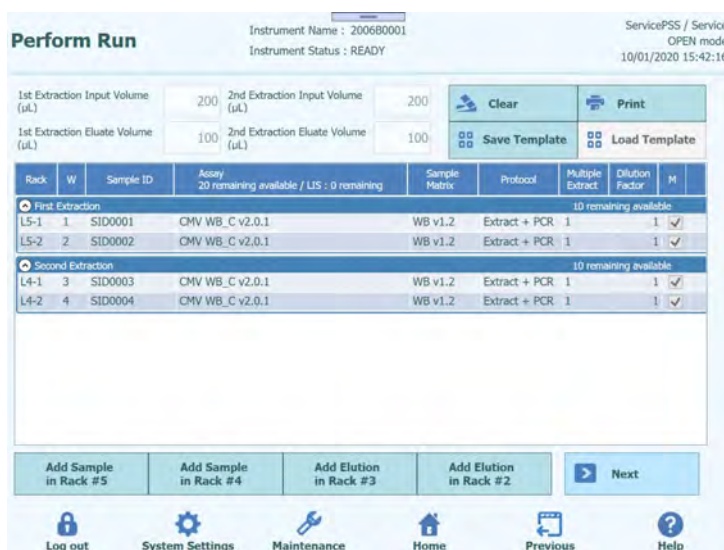 Perform Run
Instrument Name : 2006B0001
Instrument Status : READY
ServicePSS / Service
OPEN mode
10/01/2020 15:42:16
1st Extraction Input Volume (µL) 200 2nd Extraction Input Volume (µL) 200
Clear
Print
1st Extraction Eluate Volume (µL) 100 2nd Extraction Eluate Volume (µL) 100
Save Template
Load Template
Rack W Sample ID Assay 20 remaining available / LIS : 0 remaining Sample Matrix Protocol Multiple Extract Dilution Factor M
First Extraction 10 remaining available
L5-1 1 SID0001 CMV WB_C v2.0.1 WB v1.2 Extract + PCR 1 1
L5-2 2 SID0002 CMV WB_C v2.0.1 WB v1.2 Extract + PCR 1 1
Second Extraction 10 remaining available
L4-1 3 SID0003 CMV WB_C v2.0.1 WB v1.2 Extract + PCR 1 1
L4-2 4 SID0004 CMV WB_C v2.0.1 WB v1.2 Extract + PCR 1 1
Add Sample in Rack #5
Add Sample in Rack #4
Add Elution in Rack #3
Add Elution in Rack #2
Next
Log out
System Settings
Maintenance
Home
Previous
Help